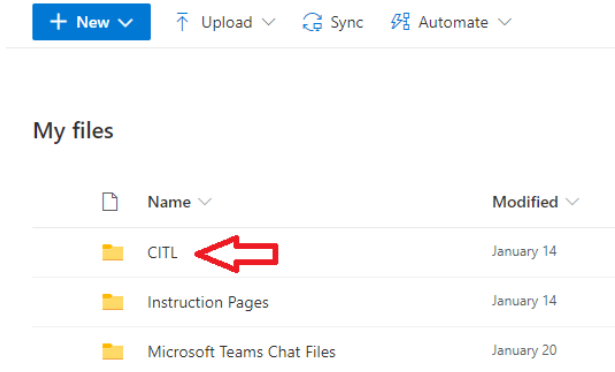 New Upload Sync Automate
My files
Name Modified
CITL January 14
Instruction Pages January 14
Microsoft Teams Chat Files January 20